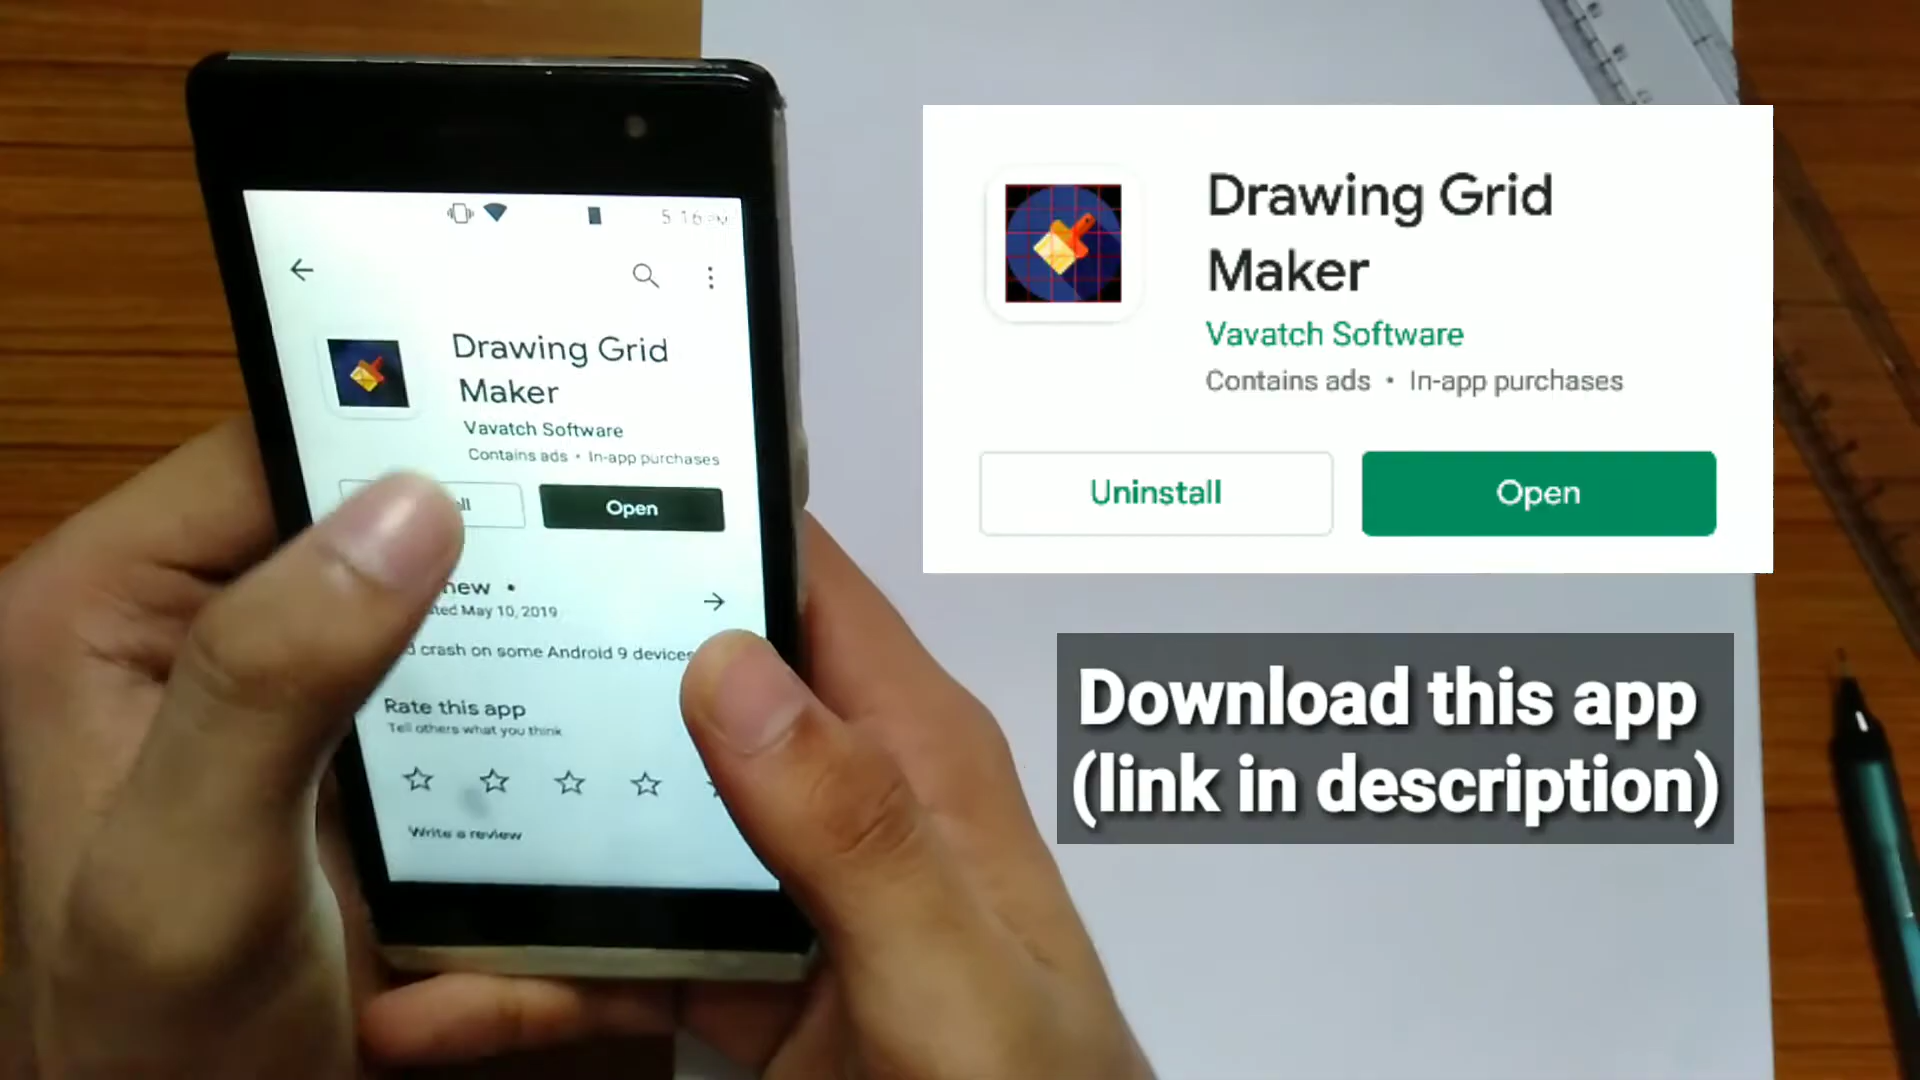 5:16 PM
Drawing Grid
Maker
Vavatch Software
Contains ads • In-app purchases
Open
new •
May 10, 2019
crash on some Android 9 devices
Rate this app
Tell others what you think
Write a review
Drawing Grid
Maker
Vavatch Software
Contains ads • In-app purchases
Uninstall
Open
Download this app
(link in description)